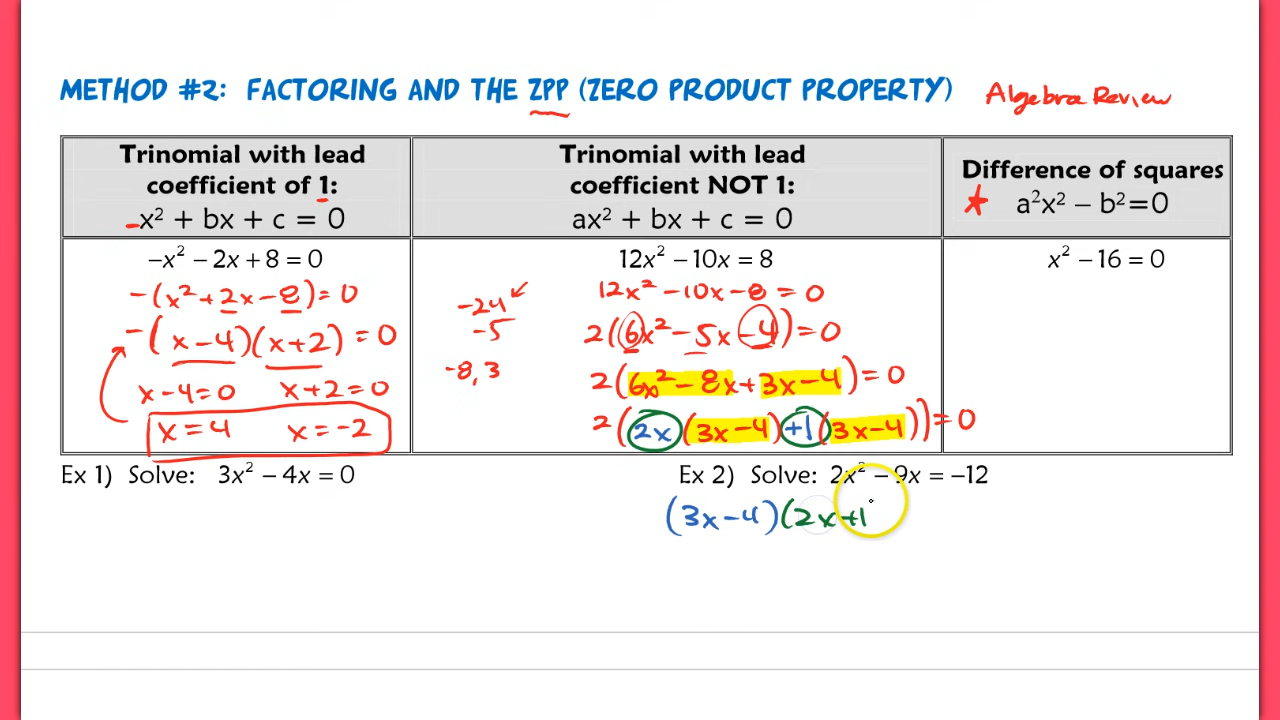 METHOD #2: FACTORING AND THE ZPP (ZERO PRODUCT PROPERTY) Algebra Review
Trinomial with lead coefficient of 1:
-x² + bx + c = 0
Trinomial with lead coefficient NOT 1:
ax² + bx + c = 0
Difference of squares
* a²x² – b²=0
–x² – 2x + 8 = 0
-(x² + 2x - 8) = 0
-(x-4)(x+2) = 0
x-4=0 x+2=0
x=4 x=-2
12x² – 10x = 8
12x² - 10x - 8 = 0
-24
-5
-8, 3
2(6x² - 5x - 4) = 0
2(6x² - 8x + 3x - 4) = 0
2(2x(3x-4)+1(3x-4)) = 0
x² – 16 = 0
Ex 1) Solve: 3x² – 4x = 0
Ex 2) Solve: 2x² – 9x = –12
(3x-4)(2x+1